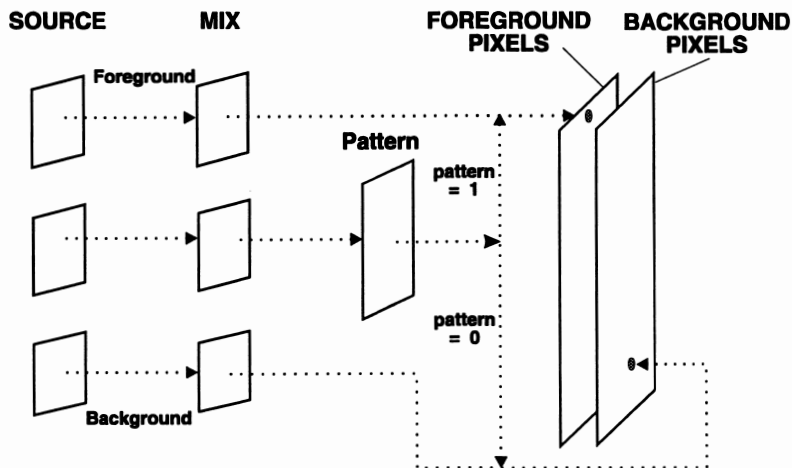 SOURCE
MIX
FOREGROUND
PIXELS
BACKGROUND
PIXELS
Foreground
Pattern
pattern
= 1
pattern
= 0
Background